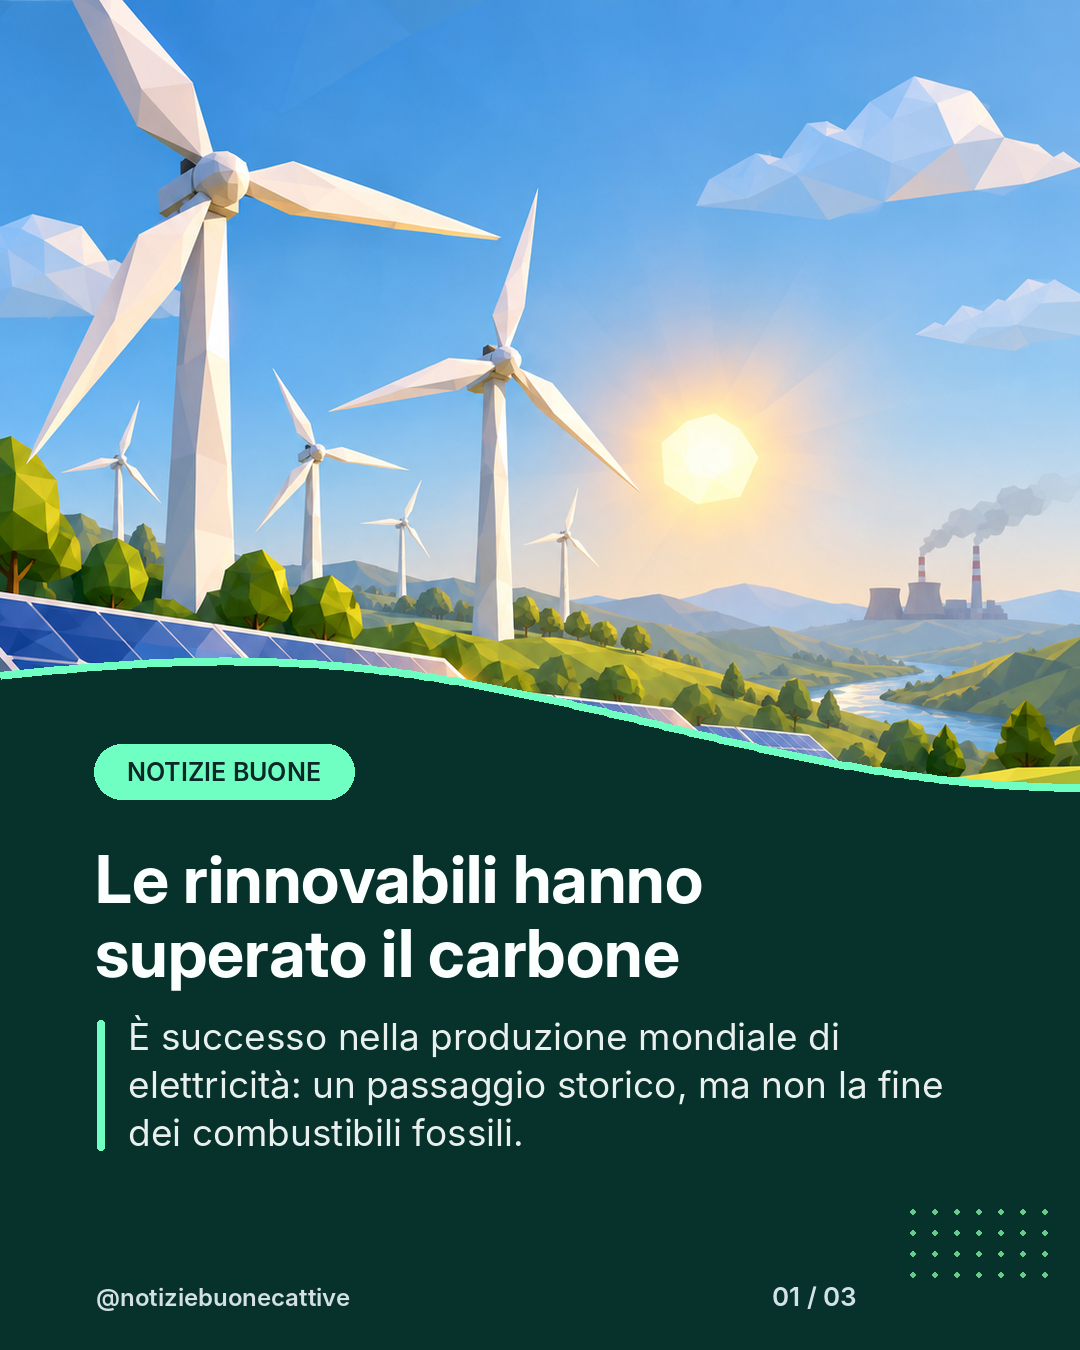 NOTIZIE BUONE
Le rinnovabili hanno
superato il carbone
È successo nella produzione mondiale di
elettricità: un passaggio storico, ma non la fine
dei combustibili fossili.
@notiziebuonecattive
01 / 03